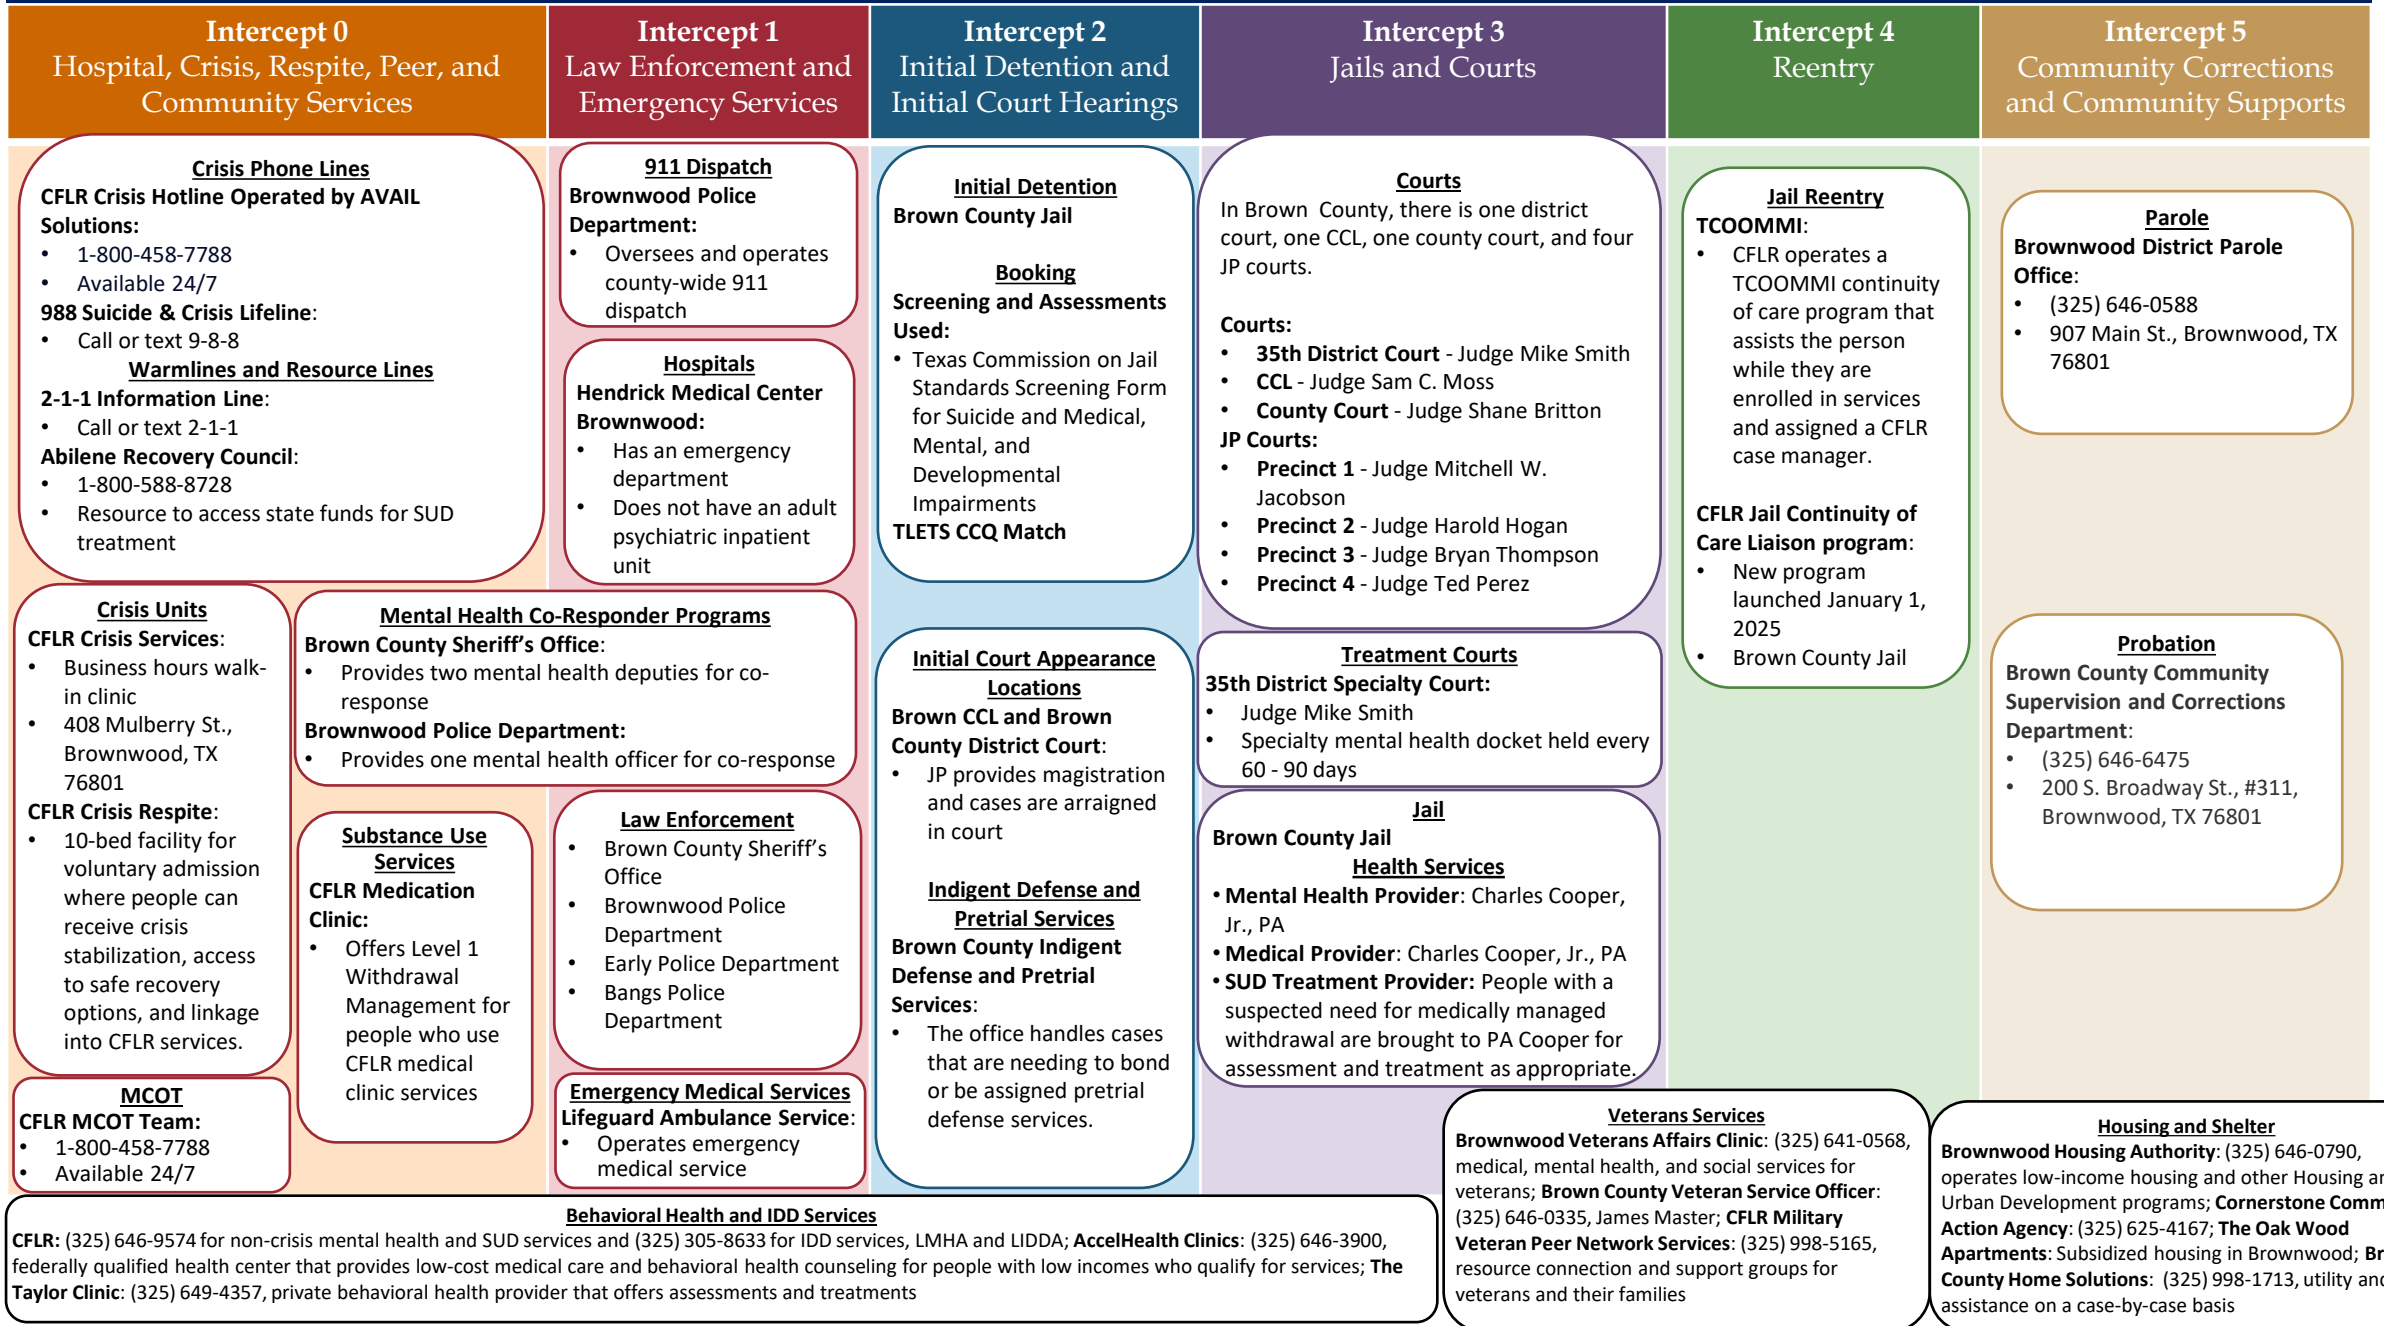 Intercept 0
Hospital, Crisis, Respite, Peer, and
Community Services
Intercept 1
Law Enforcement and
Emergency Services
Intercept 2
Initial Detention and
Initial Court Hearings
Intercept 3
Jails and Courts
Intercept 4
Reentry
Intercept 5
Community Corrections
and Community Supports
Crisis Phone Lines
CFLR Crisis Hotline Operated by AVAIL
Solutions:
• 1-800-458-7788
• Available 24/7
988 Suicide & Crisis Lifeline:
• Call or text 9-8-8
Warmlines and Resource Lines
2-1-1 Information Line:
• Call or text 2-1-1
Abilene Recovery Council:
• 1-800-588-8728
• Resource to access state funds for SUD
treatment
Crisis Units
CFLR Crisis Services:
• Business hours walk-
in clinic
• 408 Mulberry St.,
Brownwood, TX
76801
CFLR Crisis Respite:
• 10-bed facility for
voluntary admission
where people can
receive crisis
stabilization, access
to safe recovery
options, and linkage
into CFLR services.
MCOT
CFLR MCOT Team:
• 1-800-458-7788
• Available 24/7
Mental Health Co-Responder Programs
Brown County Sheriff's Office:
• Provides two mental health deputies for co-
response
Brownwood Police Department:
• Provides one mental health officer for co-response
Substance Use
Services
CFLR Medication
Clinic:
• Offers Level 1
Withdrawal
Management for
people who use
CFLR medical
clinic services
911 Dispatch
Brownwood Police
Department:
• Oversees and operates
county-wide 911
dispatch
Hospitals
Hendrick Medical Center
Brownwood:
• Has an emergency
department
• Does not have an adult
psychiatric inpatient
unit
Law Enforcement
• Brown County Sheriff's
Office
• Brownwood Police
Department
• Early Police Department
• Bangs Police
Department
Emergency Medical Services
Lifeguard Ambulance Service:
• Operates emergency
medical service
Initial Detention
Brown County Jail
Booking
Screening and Assessments
Used:
• Texas Commission on Jail
Standards Screening Form
for Suicide and Medical,
Mental, and
Developmental
Impairments
TLETS CCQ Match
Initial Court Appearance
Locations
Brown CCL and Brown
County District Court:
• JP provides magistration
and cases are arraigned
in court
Indigent Defense and
Pretrial Services
Brown County Indigent
Defense and Pretrial
Services:
• The office handles cases
that are needing to bond
or be assigned pretrial
defense services.
Courts
In Brown County, there is one district
court, one CCL, one county court, and four
JP courts.
Courts:
• 35th District Court - Judge Mike Smith
• CCL - Judge Sam C. Moss
• County Court - Judge Shane Britton
JP Courts:
• Precinct 1 - Judge Mitchell W.
Jacobson
• Precinct 2 - Judge Harold Hogan
• Precinct 3 - Judge Bryan Thompson
• Precinct 4 - Judge Ted Perez
Treatment Courts
35th District Specialty Court:
• Judge Mike Smith
• Specialty mental health docket held every
60 - 90 days
Jail
Brown County Jail
Health Services
• Mental Health Provider: Charles Cooper,
Jr., PA
• Medical Provider: Charles Cooper, Jr., PA
• SUD Treatment Provider: People with a
suspected need for medically managed
withdrawal are brought to PA Cooper for
assessment and treatment as appropriate.
Jail Reentry
TCOOMMI:
• CFLR operates a
TCOOMMI continuity
of care program that
assists the person
while they are
enrolled in services
and assigned a CFLR
case manager.
CFLR Jail Continuity of
Care Liaison program:
• New program
launched January 1,
2025
• Brown County Jail
Parole
Brownwood District Parole
Office:
• (325) 646-0588
• 907 Main St., Brownwood, TX
76801
Probation
Brown County Community
Supervision and Corrections
Department:
• (325) 646-6475
• 200 S. Broadway St., #311,
Brownwood, TX 76801
Behavioral Health and IDD Services
CFLR: (325) 646-9574 for non-crisis mental health and SUD services and (325) 305-8633 for IDD services, LMHA and LIDDA; AccelHealth Clinics: (325) 646-3900,
federally qualified health center that provides low-cost medical care and behavioral health counseling for people with low incomes who qualify for services; The
Taylor Clinic: (325) 649-4357, private behavioral health provider that offers assessments and treatments
Veterans Services
Brownwood Veterans Affairs Clinic: (325) 641-0568,
medical, mental health, and social services for
veterans; Brown County Veteran Service Officer:
(325) 646-0335, James Master; CFLR Military
Veteran Peer Network Services: (325) 998-5165,
resource connection and support groups for
veterans and their families
Housing and Shelter
Brownwood Housing Authority: (325) 646-0790,
operates low-income housing and other Housing
Urban Development programs; Cornerstone
Action Agency: (325) 625-4167; The Oak Wood
Apartments: Subsidized housing in Brownwood;
County Home Solutions: (325) 998-1713, utility
assistance on a case-by-case basis